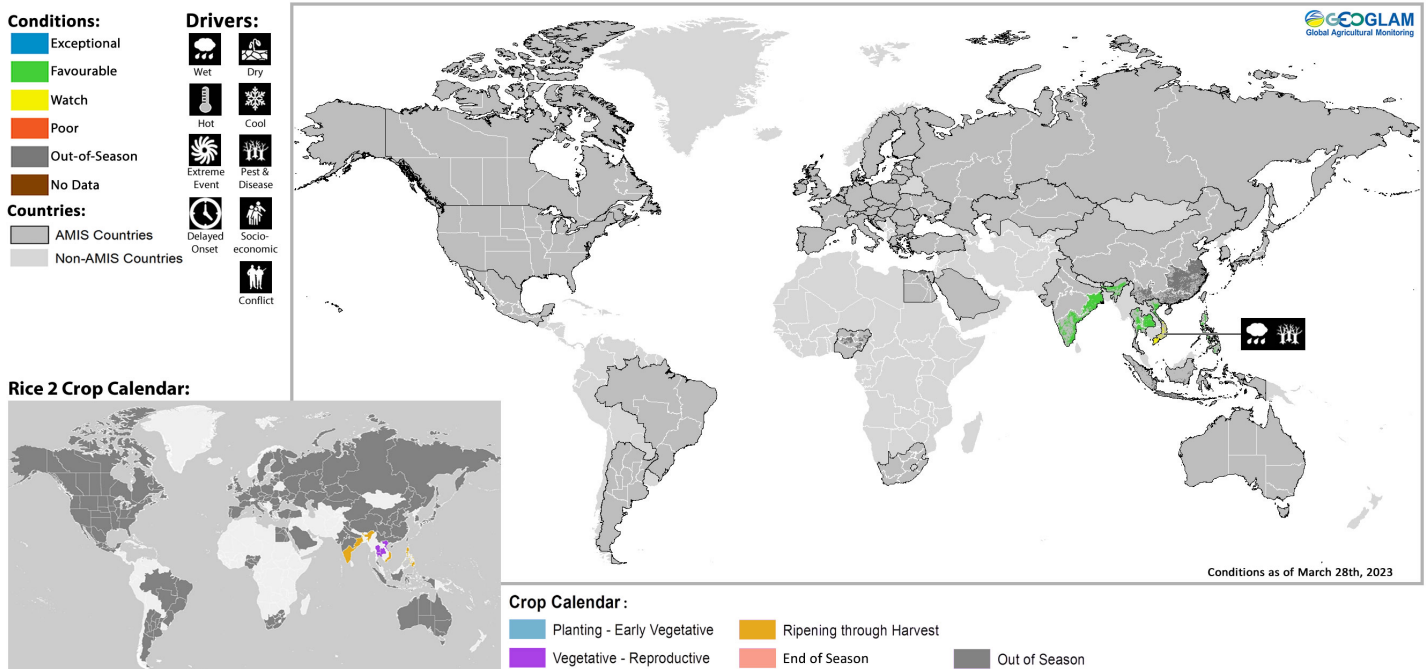 Conditions:
Exceptional
Favourable
Watch
Poor
Out-of-Season
No Data
Countries:
AMIS Countries
Non-AMIS Countries
Drivers:
Wet
Dry
Hot
Cool
Extreme
Event
Pest &
Disease
Delayed
Onset
Socio-
economic
Conflict
GEOGLAM
Global Agricultural Monitoring
Conditions as of March 28th, 2023
Rice 2 Crop Calendar:
Crop Calendar :
Planting - Early Vegetative
Ripening through Harvest
Vegetative - Reproductive
End of Season
Out of Season